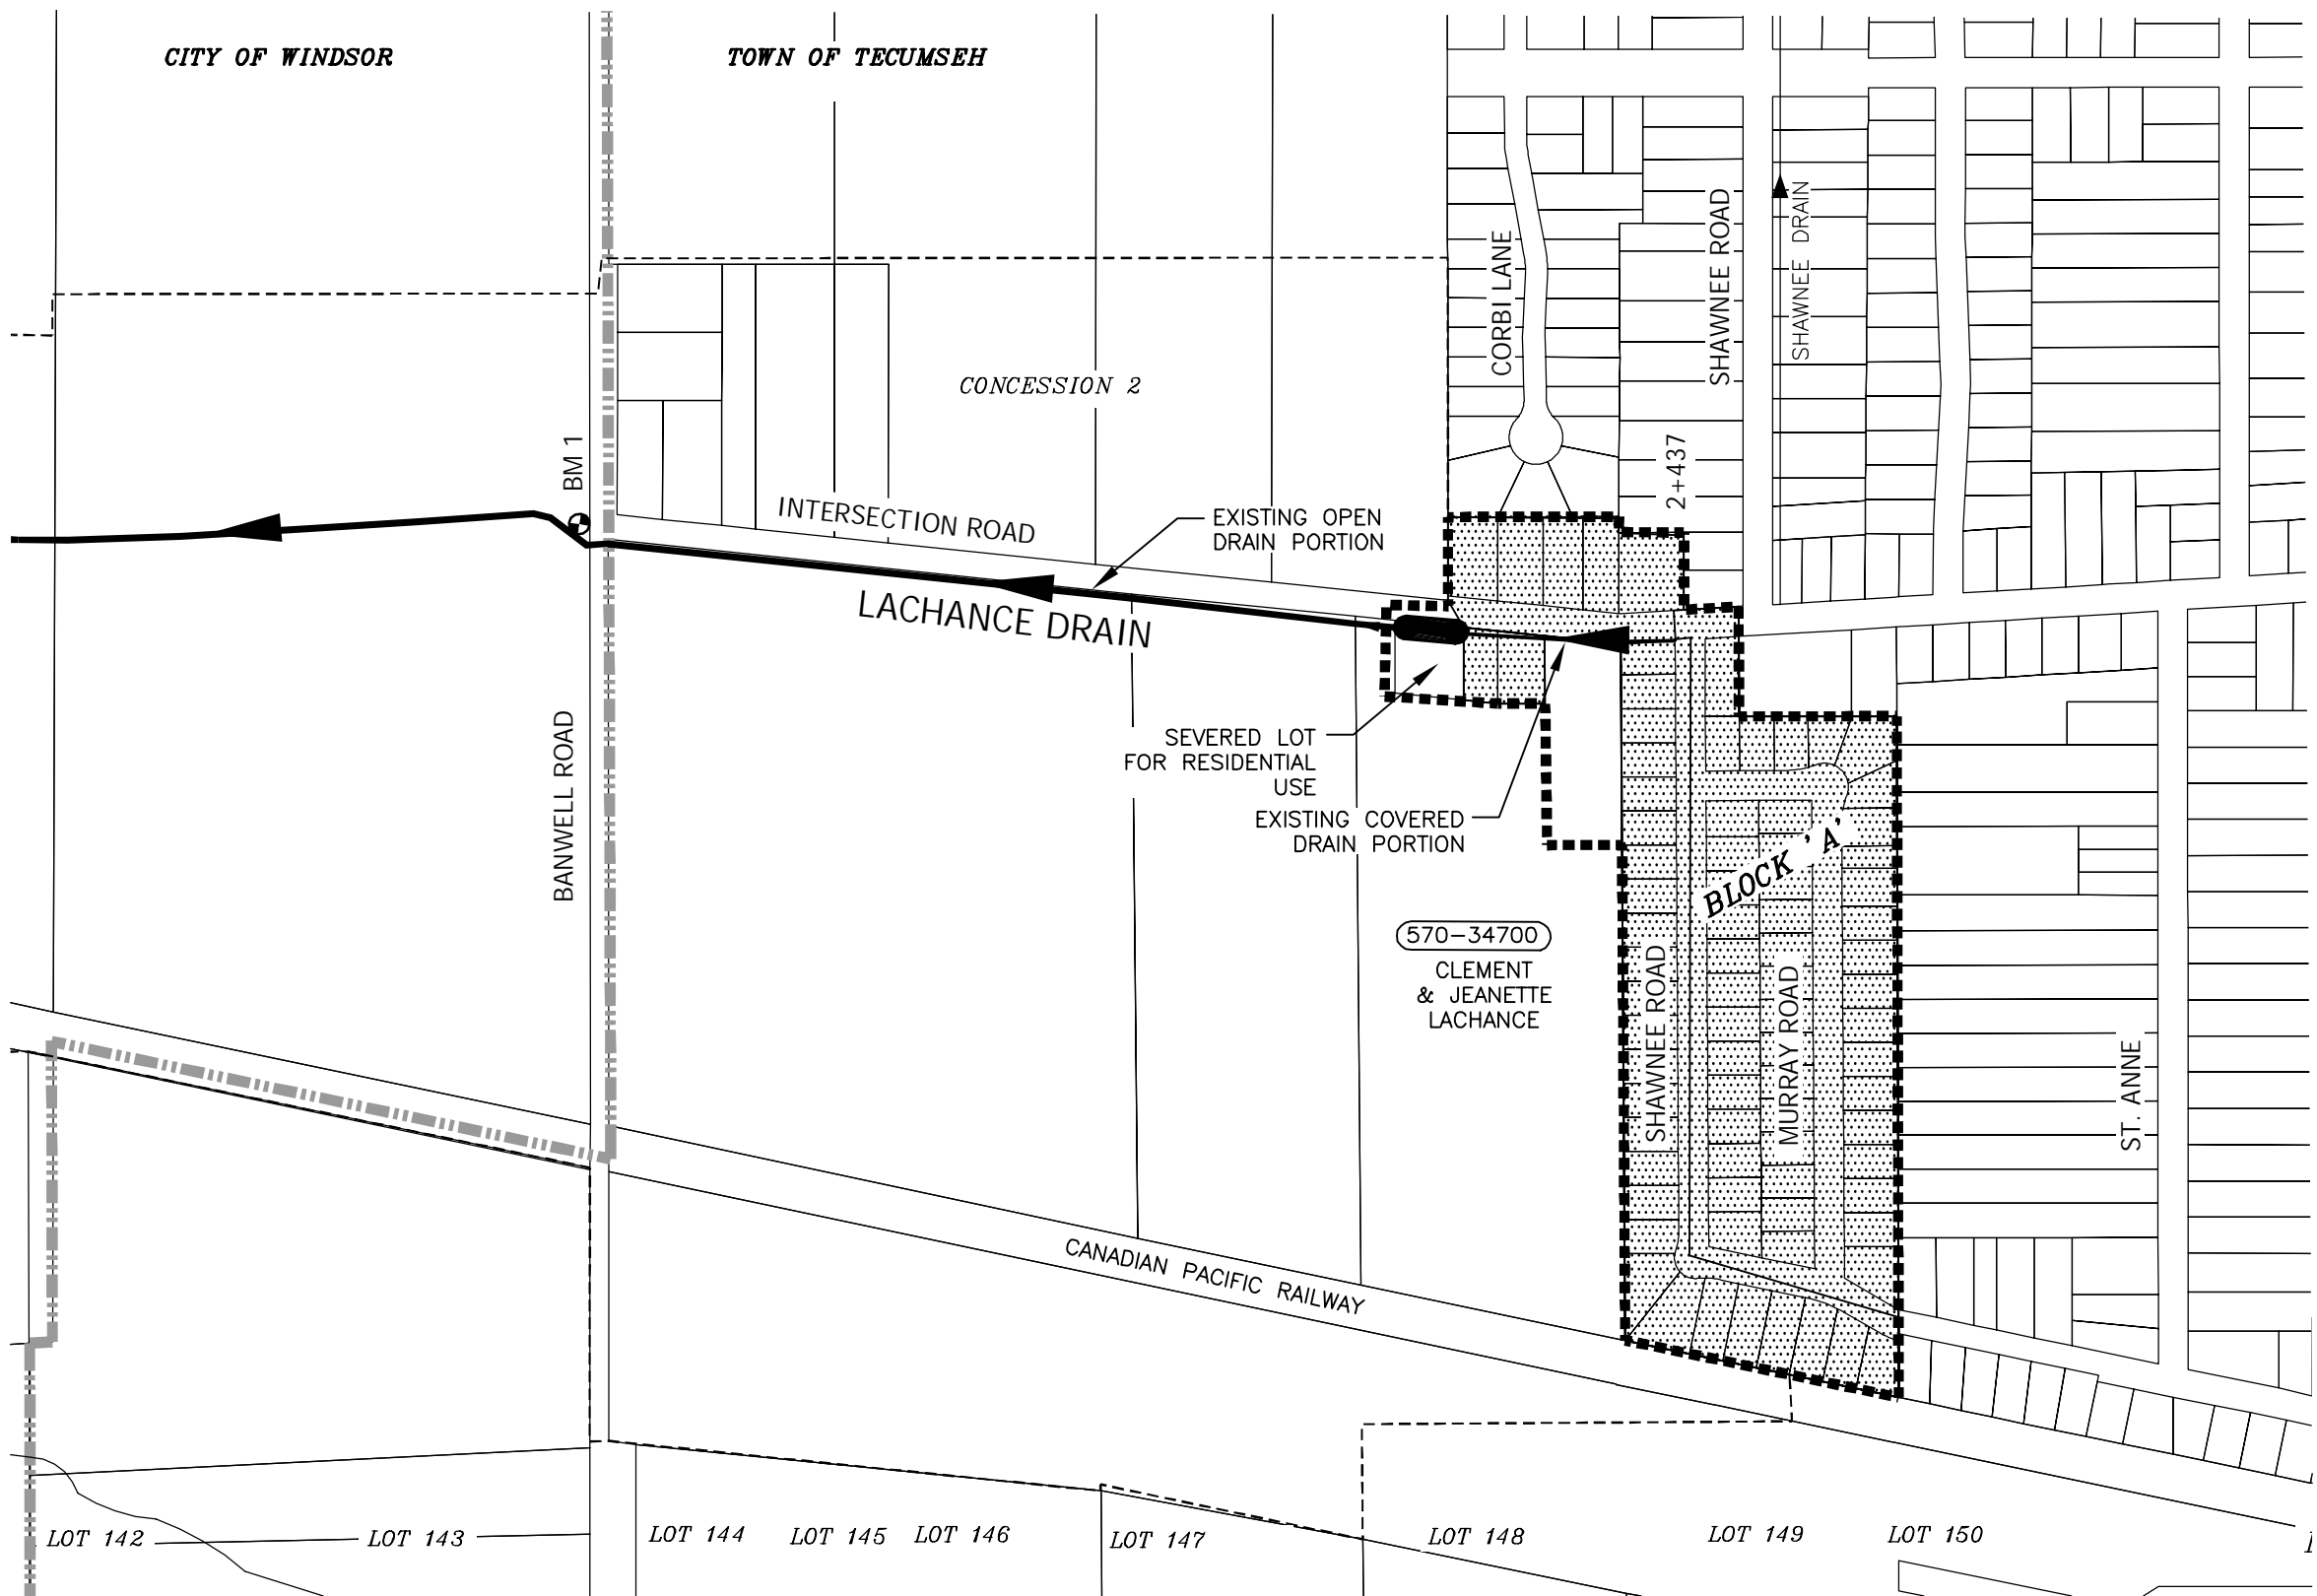 CITY OF WINDSOR
TOWN OF TECUMSEH
CONCESSION 2
CORBI LANE
SHAWNEE ROAD
SHAWNEE DRAIN
2+437
BM 1
INTERSECTION ROAD
EXISTING OPEN
DRAIN PORTION
LACHANCE DRAIN
BANWELL ROAD
SEVERED LOT
FOR RESIDENTIAL
USE
EXISTING COVERED
DRAIN PORTION
BLOCK 'A'
570-34700
CLEMENT
& JEANETTE
LACHANCE
SHAWNEE ROAD
MURRAY ROAD
ST. ANNE
CANADIAN PACIFIC RAILWAY
LOT 142
LOT 143
LOT 144
LOT 145
LOT 146
LOT 147
LOT 148
LOT 149
LOT 150